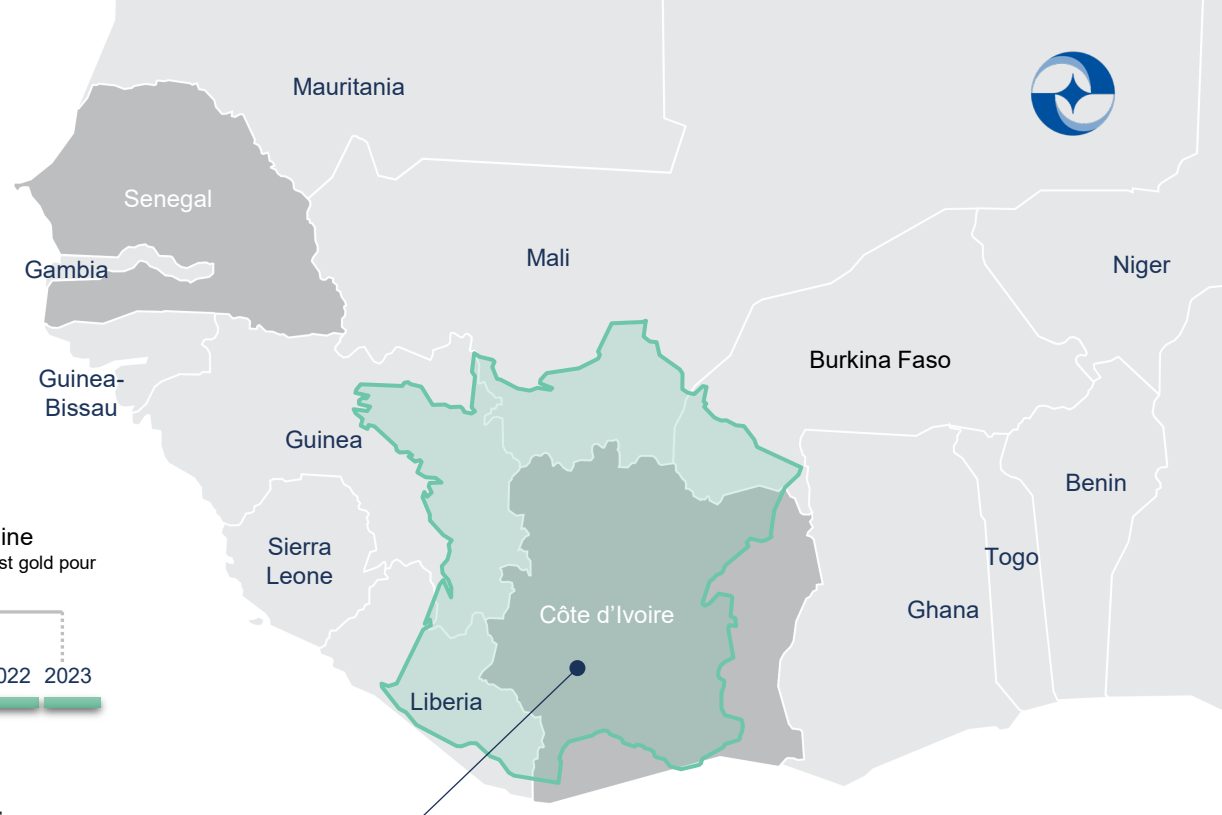 Mauritania
Senegal
Mali
Gambia
Niger
Burkina Faso
Guinea-
Bissau
Guinea
Benin
ine
st gold pour
Sierra
Leone
Togo
Ghana
Côte d’Ivoire
022 2023
Liberia